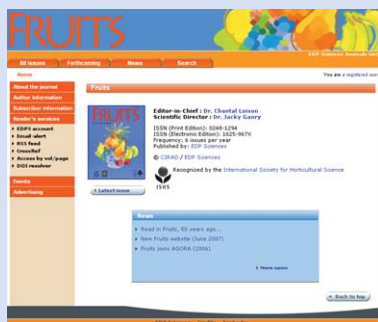 FRUITS
EDP Sciences Journals
All issues
Forthcoming
News
Search
Home
You are a registered user
About the journal
Author information
Subscription information
Reader's services
EDPS account
Email-alert
RSS feed
CrossRef
Access by vol/page
DOI resolver
Events
Advertising
Fruits
FRUITS
Latest issue
Editor-in-Chief : Dr. Chantal Loison
Scientific Director : Dr. Jacky Ganry
ISSN (Print Edition): 0248-1294
ISSN (Electronic Edition): 1625-967X
Frequency: 6 issues per year
Published by: EDP Sciences
© CIRAD / EDP Sciences
Recognized by the International Society for Horticultural Science
ISHS
News
Read in Fruits, 50 years ago...
New Fruits website (June 2007)
Fruits joins AGORA (2006)
More news
Back to top